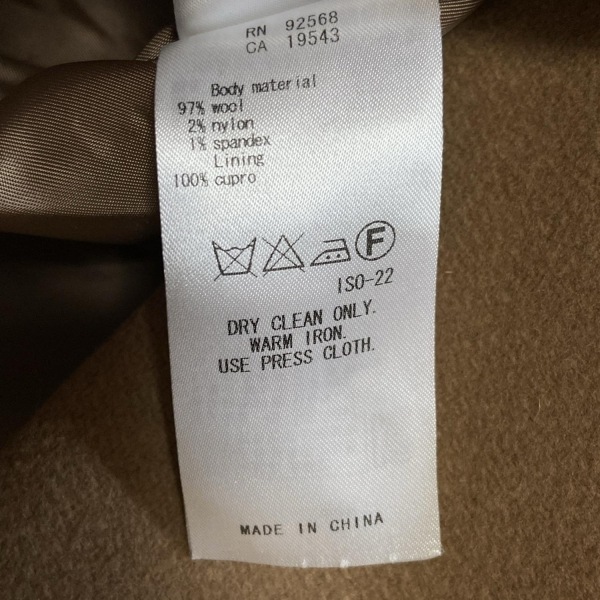 RN 92568
CA 19543
Body material
97% wool
2% nylon
1% spandex
Lining
100% cupro
F
ISO-22
DRY CLEAN ONLY.
WARM IRON.
USE PRESS CLOTH.
MADE IN CHINA